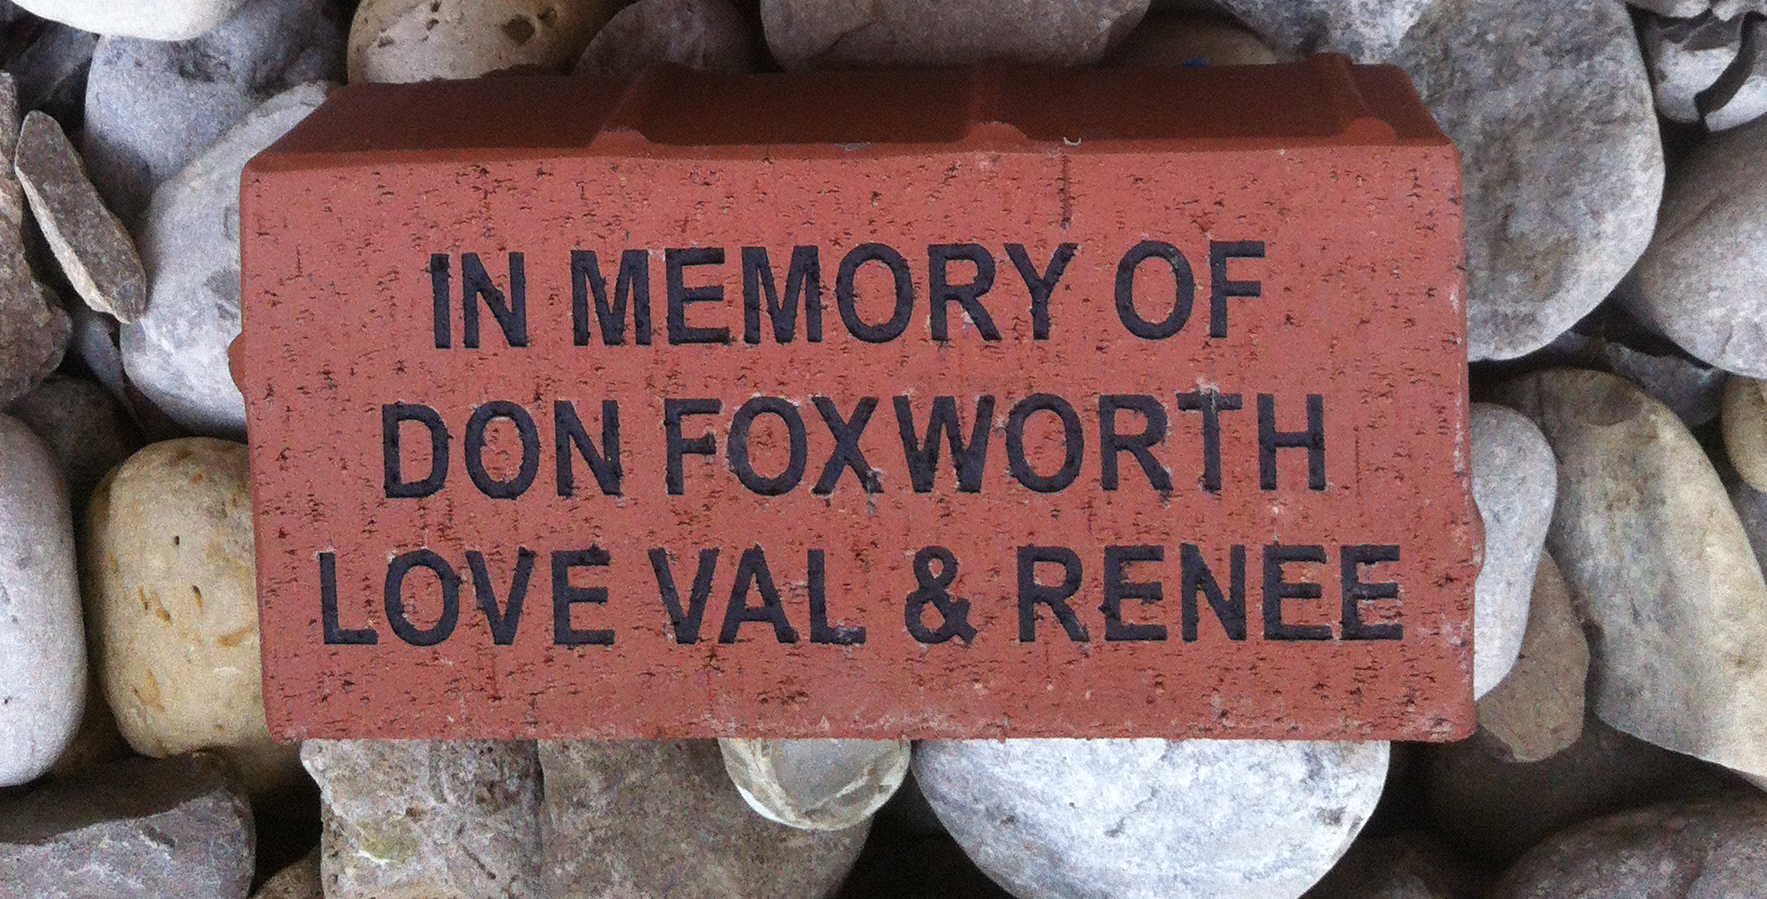 IN MEMORY OF
DON FOXWORTH
LOVE VAL & RENEE